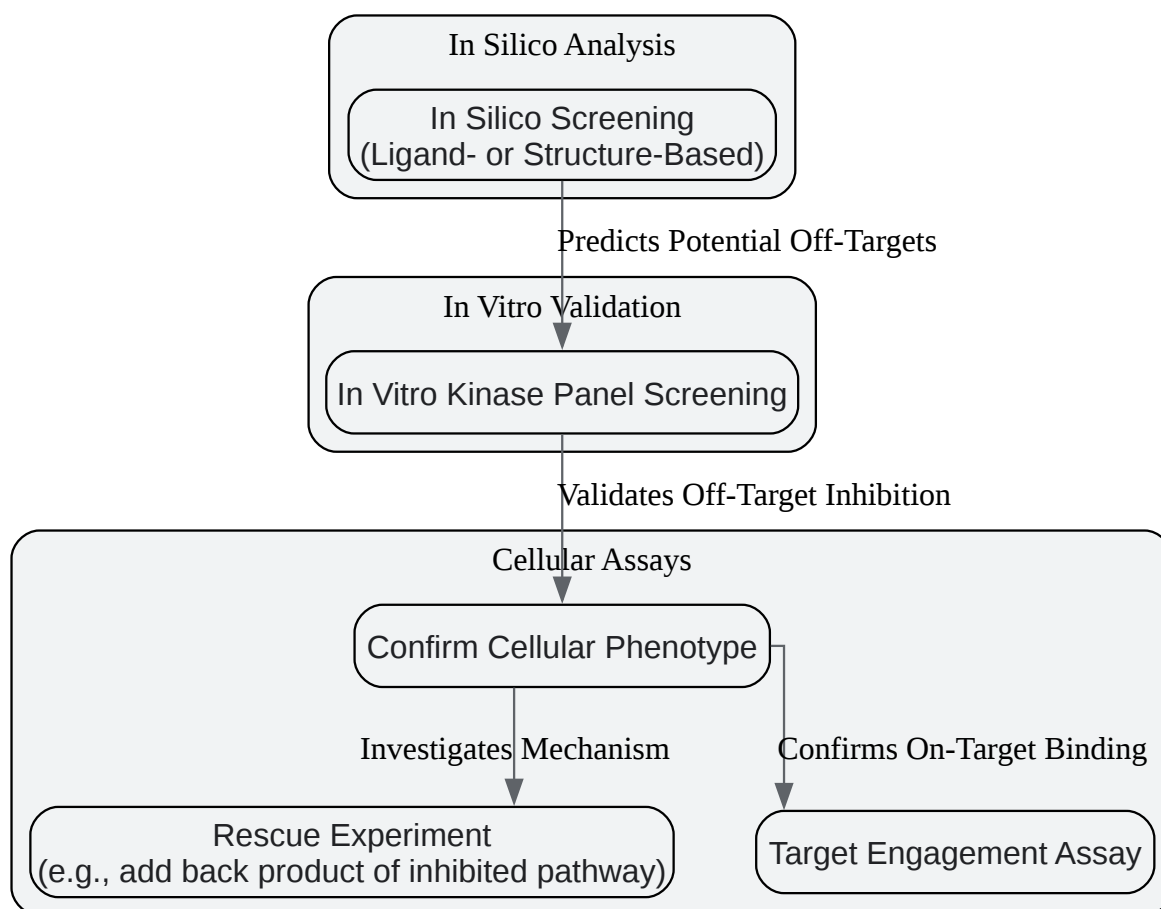 In Silico Analysis
In Silico Screening
(Ligand- or Structure-Based)
Predicts Potential Off-Targets
In Vitro Validation
In Vitro Kinase Panel Screening
Validates Off-Target Inhibition
Cellular Assays
Confirm Cellular Phenotype
Investigates Mechanism
Confirms On-Target Binding
Rescue Experiment
(e.g., add back product of inhibited pathway)
Target Engagement Assay